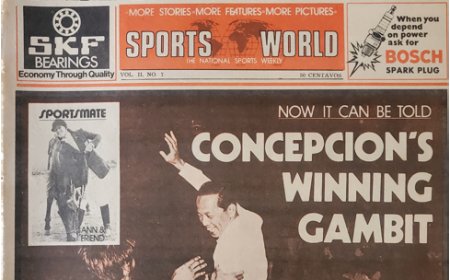 SKF
BEARINGS
Economy Through Quality
-MORE STORIES-MORE FEATURES-MORE PICTURES-
SPORTS WORLD
THE NATIONAL SPORTS WEEKLY
VOL. II, NO. 7
50 CENTAVOS
When you
depend
on power
ask for
BOSCH
SPARK PLUG
SPORTSMATE
ANN &
FRIEND
NOW IT CAN BE TOLD
CONCEPCION'S
WINNING
GAMBIT